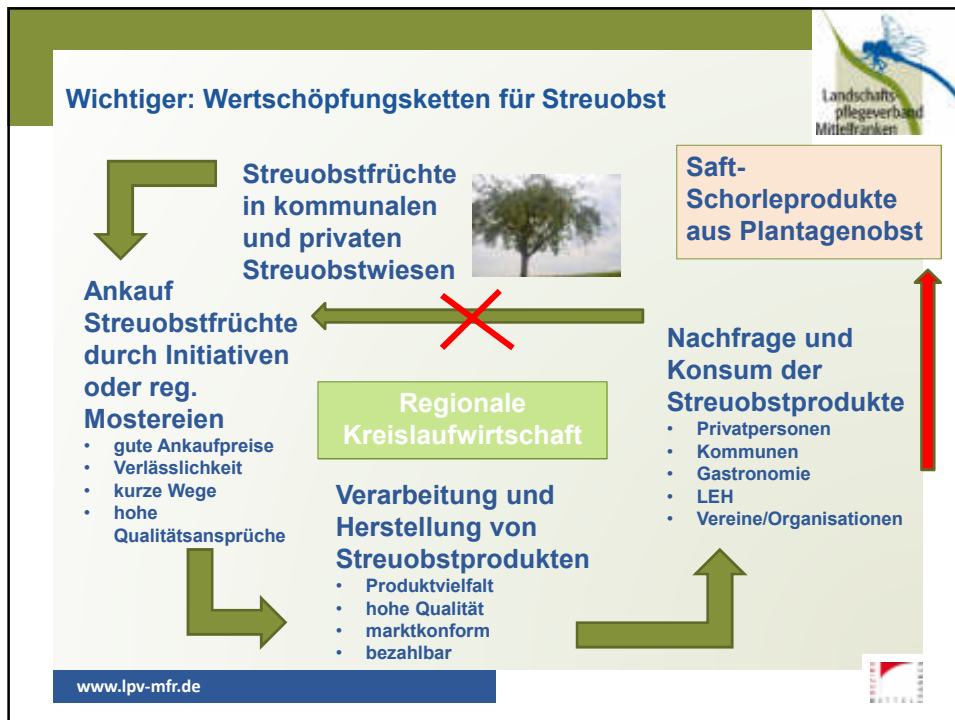 Landschafts
pflegeverband
Mittelfranken
Wichtiger: Wertschöpfungsketten für Streuobst
Streuobstfrüchte
in kommunalen
und privaten
Streuobstwiesen
Saft-
Schorleprodukte
aus Plantagenobst
Ankauf
Streuobstfrüchte
durch Initiativen
oder reg.
Mostereien
• gute Ankaufpreise
• Verlässlichkeit
• kurze Wege
• hohe
Qualitätsansprüche
Regionale
Kreislaufwirtschaft
Nachfrage und
Konsum der
Streuobstprodukte
• Privatpersonen
• Kommunen
• Gastronomie
• LEH
• Vereine/Organisationen
Verarbeitung und
Herstellung von
Streuobstprodukten
• Produktvielfalt
• hohe Qualität
• marktkonform
• bezahlbar
www.lpv-mfr.de